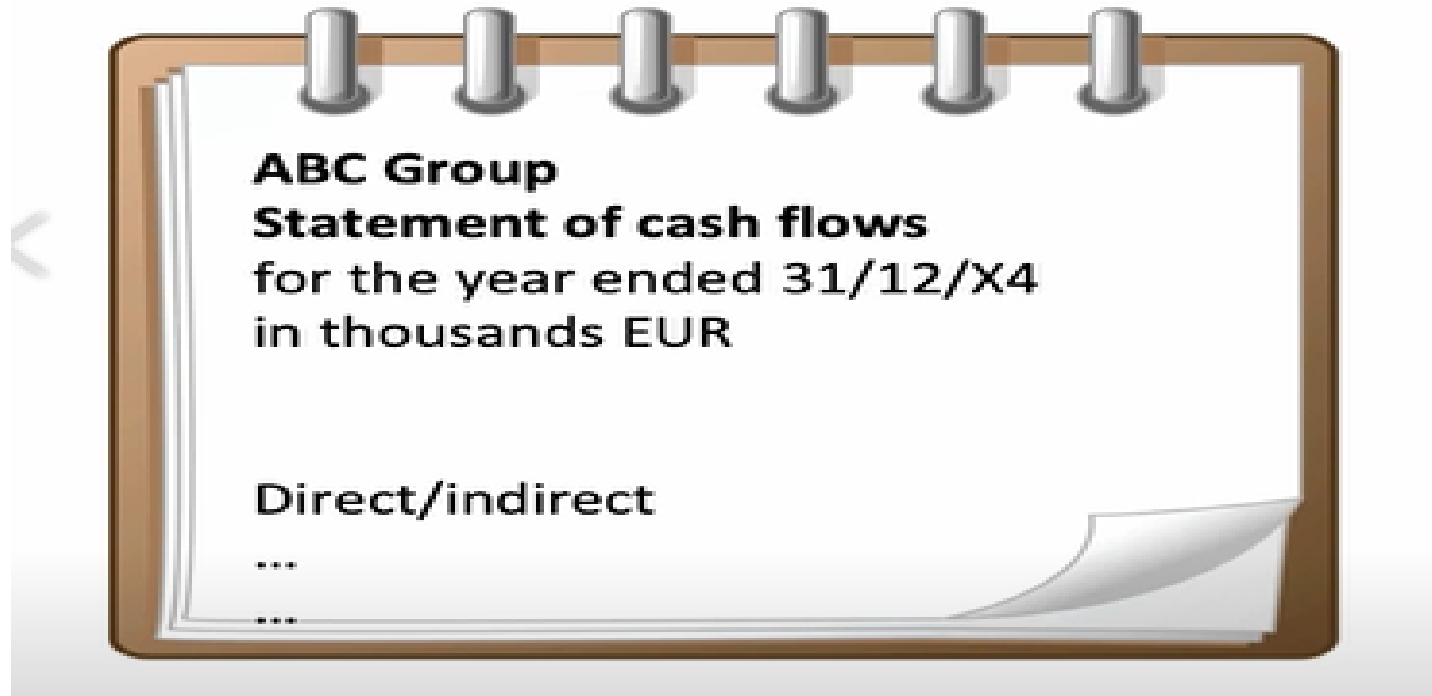 ABC Group
Statement of cash flows
for the year ended 31/12/X4
in thousands EUR
Direct/indirect
...
...